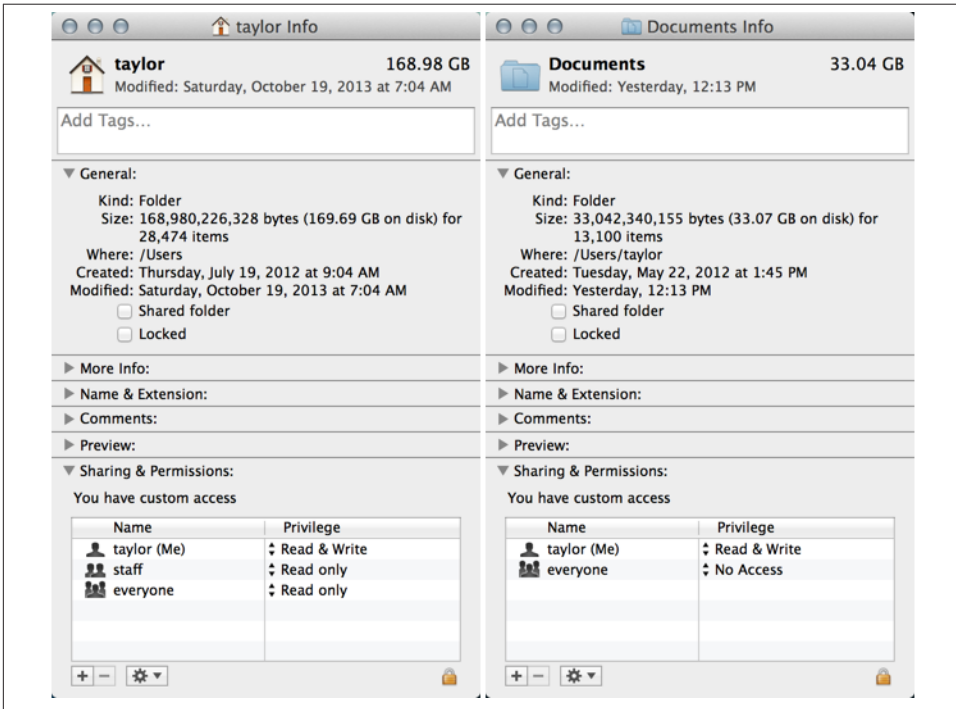 taylor Info
taylor
168.98 GB
Modified: Saturday, October 19, 2013 at 7:04 AM
Add Tags...
General:
Kind: Folder
Size: 168,980,226,328 bytes (169.69 GB on disk) for
28,474 items
Where: /Users
Created: Thursday, July 19, 2012 at 9:04 AM
Modified: Saturday, October 19, 2013 at 7:04 AM
Shared folder
Locked
More Info:
Name & Extension:
Comments:
Preview:
Sharing & Permissions:
You have custom access
Name Privilege
taylor (Me) Read & Write
staff Read only
everyone Read only
Documents Info
Documents
33.04 GB
Modified: Yesterday, 12:13 PM
Add Tags...
General:
Kind: Folder
Size: 33,042,340,155 bytes (33.07 GB on disk) for
13,100 items
Where: /Users/taylor
Created: Tuesday, May 22, 2012 at 1:45 PM
Modified: Yesterday, 12:13 PM
Shared folder
Locked
More Info:
Name & Extension:
Comments:
Preview:
Sharing & Permissions:
You have custom access
Name Privilege
taylor (Me) Read & Write
everyone No Access